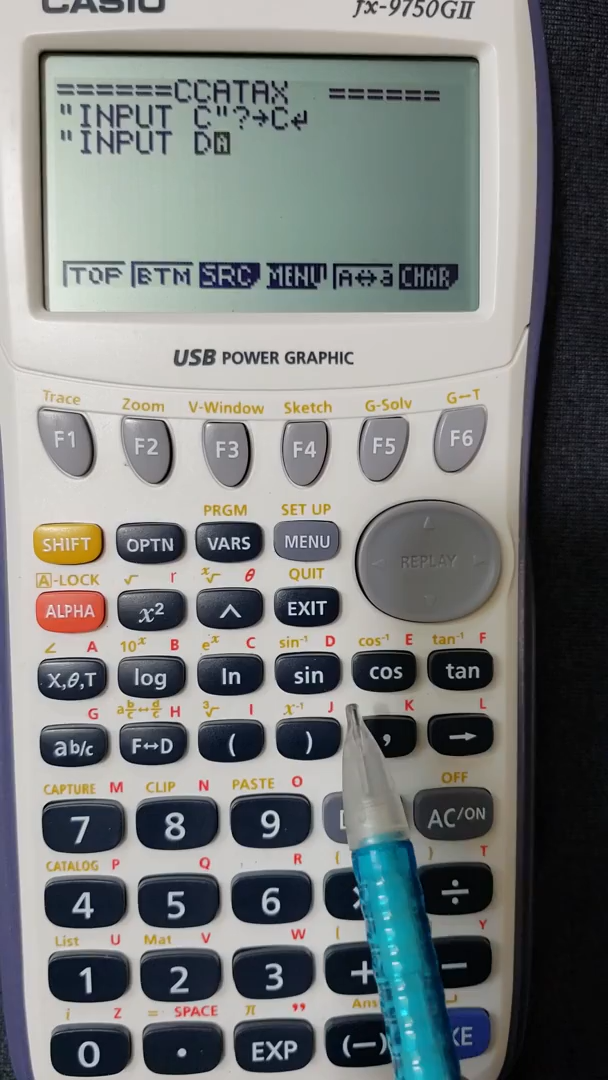 CASIO
fx-9750GII
======CCATAX ======
"INPUT C"?→C↵
"INPUT D
TOP BTM SRC MENU A↔a CHAR
USB POWER GRAPHIC
Trace Zoom V-Window Sketch G-Solv G↔T
F1 F2 F3 F4 F5 F6
PRGM SET UP
SHIFT OPTN VARS MENU REPLAY
A-LOCK √ r ˣ√ θ QUIT
ALPHA x² ^ EXIT
∠ A 10ˣ B eˣ C sin⁻¹ D cos⁻¹ E tan⁻¹ F
X,θ,T log ln sin cos tan
G a b/c↔d/c H ³√ I x⁻¹ J K L
ab/c F↔D ( ) , →
CAPTURE M CLIP N PASTE O OFF
7 8 9 AC/ON
CATALOG P Q R { } T
4 5 6 × ÷
List U Mat V W [ Y
1 2 3 + −
i Z = SPACE π " Ans ↵
0 . EXP (−) XE